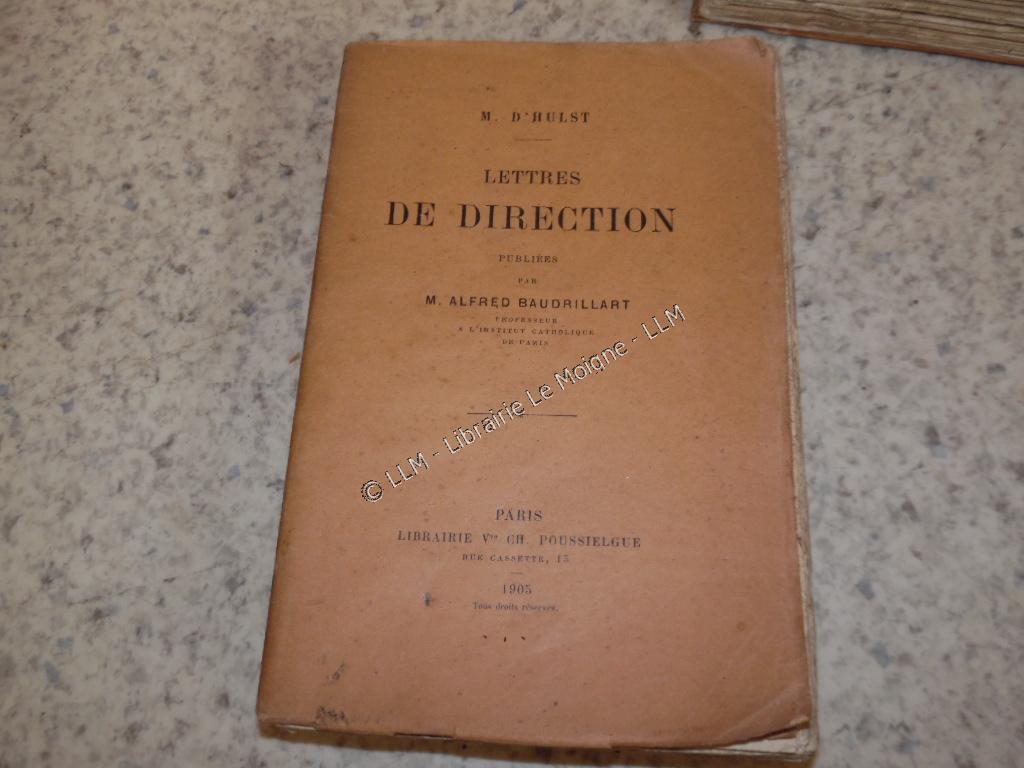 M. D'HULST
LETTRES
DE DIRECTION
PUBLIÉES
PAR
M. ALFRED BAUDRILLART
PROFESSEUR
A L'INSTITUT CATHOLIQUE
DE PARIS
© LLM - Librairie Le Moigne - LLM
PARIS
LIBRAIRIE Vve CH. POUSSIELGUE
RUE CASSETTE, 15
1905
Tous droits réservés.